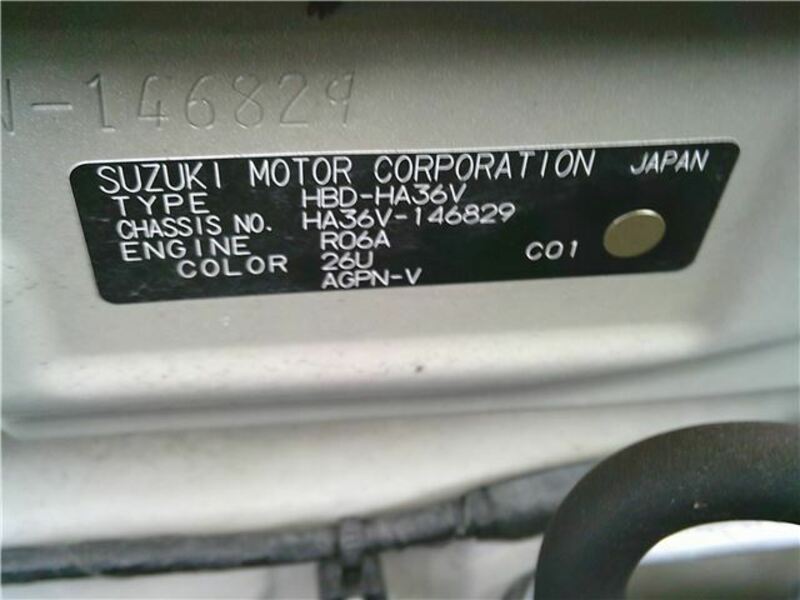 -146829
SUZUKI MOTOR CORPORATION JAPAN
TYPE HBD-HA36V
CHASSIS NO. HA36V-146829
ENGINE R06A
COLOR 26U C01
AGPN-V